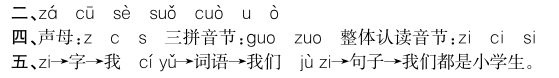 二、zá cū sè suǒ cuò u ò
四、声母:z c s 三拼音节:guo zuo 整体认读音节:zi ci si
五、zi→字→我 cí yǔ→词语→我们 jù zi→句子→我们都是小学生。